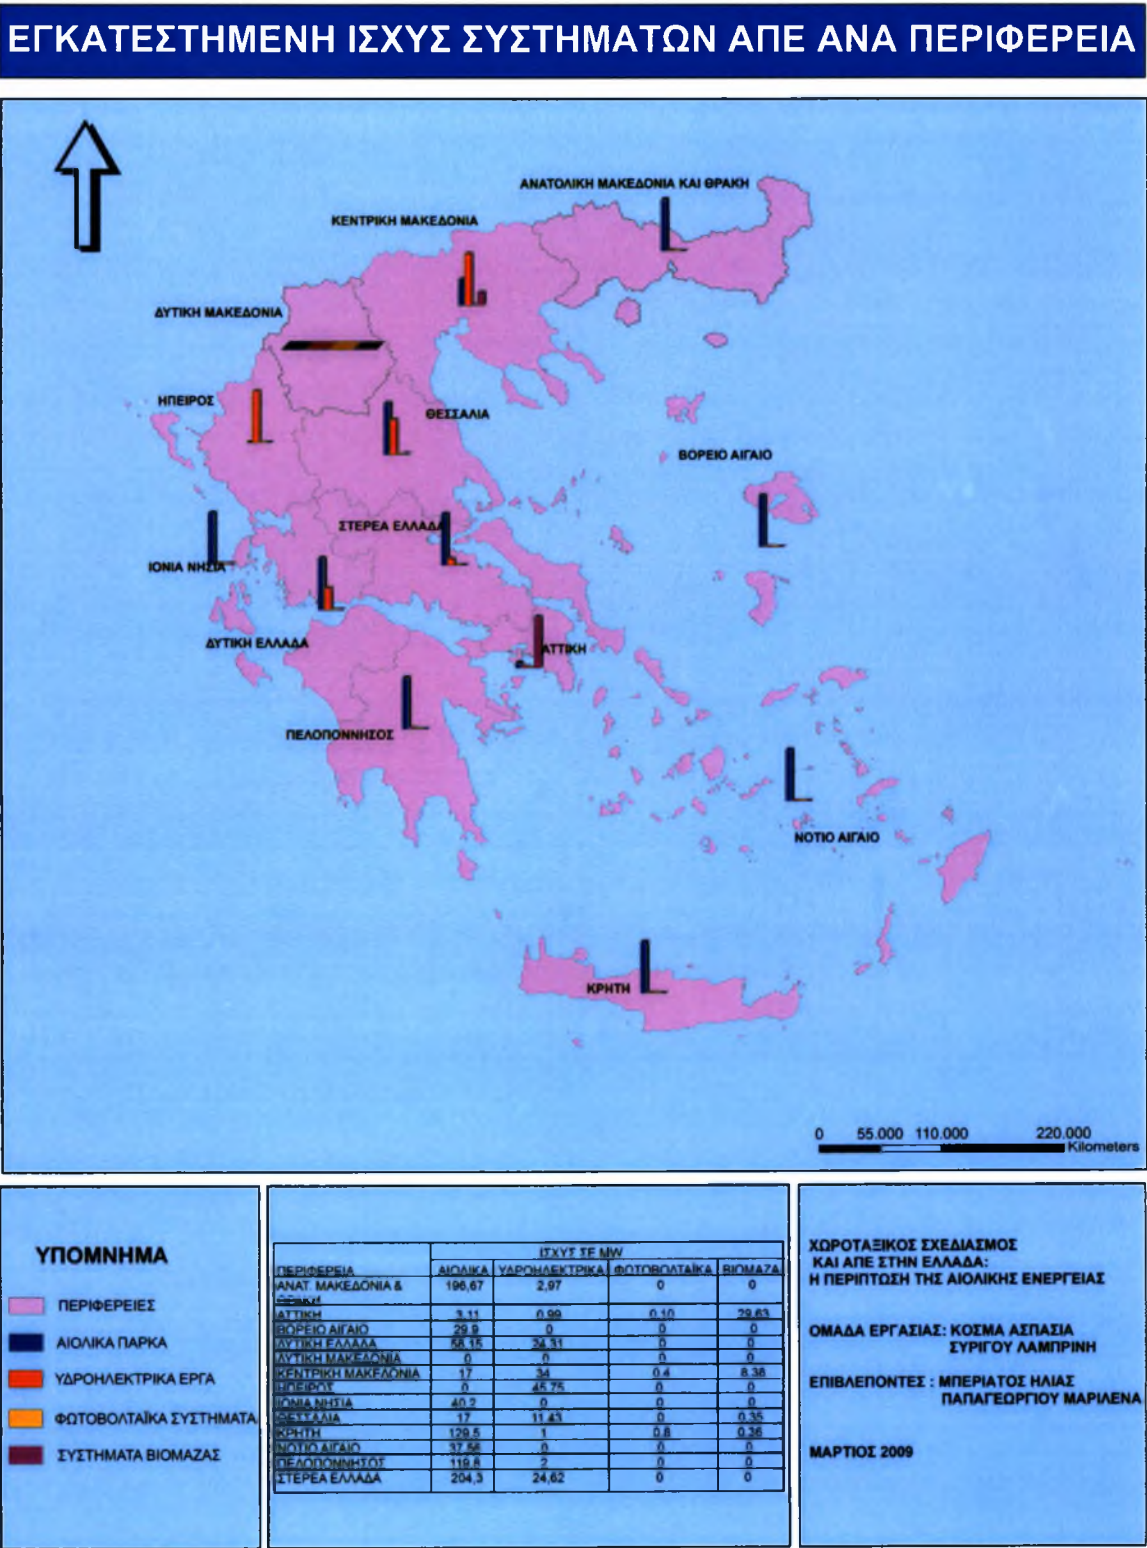 ΕΓΚΑΤΕΣΤΗΜΕΝΗ ΙΣΧΥΣ ΣΥΣΤΗΜΑΤΩΝ ΑΠΕ ΑΝΑ ΠΕΡΙΦΕΡΕΙΑ
ΑΝΑΤΟΛΙΚΗ ΜΑΚΕΔΟΝΙΑ ΚΑΙ ΘΡΑΚΗ
ΚΕΝΤΡΙΚΗ ΜΑΚΕΔΟΝΙΑ
ΔΥΤΙΚΗ ΜΑΚΕΔΟΝΙΑ
ΗΠΕΙΡΟΣ
ΘΕΣΣΑΛΙΑ
ΒΟΡΕΙΟ ΑΙΓΑΙΟ
ΣΤΕΡΕΑ ΕΛΛΑΔΑ
ΙΟΝΙΑ ΝΗΣΙΑ
ΔΥΤΙΚΗ ΕΛΛΑΔΑ
ΑΤΤΙΚΗ
ΠΕΛΟΠΟΝΝΗΣΟΣ
ΝΟΤΙΟ ΑΙΓΑΙΟ
ΚΡΗΤΗ
0 55.000 110.000 220.000
Kilometers
ΥΠΟΜΝΗΜΑ
ΠΕΡΙΦΕΡΕΙΕΣ
ΑΙΟΛΙΚΑ ΠΑΡΚΑ
ΥΔΡΟΗΛΕΚΤΡΙΚΑ ΕΡΓΑ
ΦΩΤΟΒΟΛΤΑΪΚΑ ΣΥΣΤΗΜΑΤΑ
ΣΥΣΤΗΜΑΤΑ ΒΙΟΜΑΖΑΣ
ΙΣΧΥΣ ΣΕ MW
ΠΕΡΙΦΕΡΕΙΑ ΑΙΟΛΙΚΑ ΥΔΡΟΗΛΕΚΤΡΙΚΑ ΦΩΤΟΒΟΛΤΑΪΚΑ ΒΙΟΜΑΖΑ
ΑΝΑΤ. ΜΑΚΕΔΟΝΙΑ & 196,67 2,97 0 0
ΘΡΑΚΗ
ΑΤΤΙΚΗ 3,11 0,99 0,10 29,63
ΒΟΡΕΙΟ ΑΙΓΑΙΟ 29,9 0 0 0
ΔΥΤΙΚΗ ΕΛΛΑΔΑ 58,15 24,31 0 0
ΔΥΤΙΚΗ ΜΑΚΕΔΟΝΙΑ 0 0 0 0
ΚΕΝΤΡΙΚΗ ΜΑΚΕΔΟΝΙΑ 17 34 0,4 8,38
ΗΠΕΙΡΟΣ 0 45,75 0 0
ΙΟΝΙΑ ΝΗΣΙΑ 40,2 0 0 0
ΘΕΣΣΑΛΙΑ 17 11,43 0 0,35
ΚΡΗΤΗ 129,5 1 0,8 0,36
ΝΟΤΙΟ ΑΙΓΑΙΟ 37,56 0 0 0
ΠΕΛΟΠΟΝΝΗΣΟΣ 119,8 2 0 0
ΣΤΕΡΕΑ ΕΛΛΑΔΑ 204,3 24,62 0 0
ΧΩΡΟΤΑΞΙΚΟΣ ΣΧΕΔΙΑΣΜΟΣ
ΚΑΙ ΑΠΕ ΣΤΗΝ ΕΛΛΑΔΑ:
Η ΠΕΡΙΠΤΩΣΗ ΤΗΣ ΑΙΟΛΙΚΗΣ ΕΝΕΡΓΕΙΑΣ
ΟΜΑΔΑ ΕΡΓΑΣΙΑΣ: ΚΟΣΜΑ ΑΣΠΑΣΙΑ
ΣΥΡΙΓΟΥ ΛΑΜΠΡΙΝΗ
ΕΠΙΒΛΕΠΟΝΤΕΣ : ΜΠΕΡΙΑΤΟΣ ΗΛΙΑΣ
ΠΑΠΑΓΕΩΡΓΙΟΥ ΜΑΡΙΛΕΝΑ
ΜΑΡΤΙΟΣ 2009